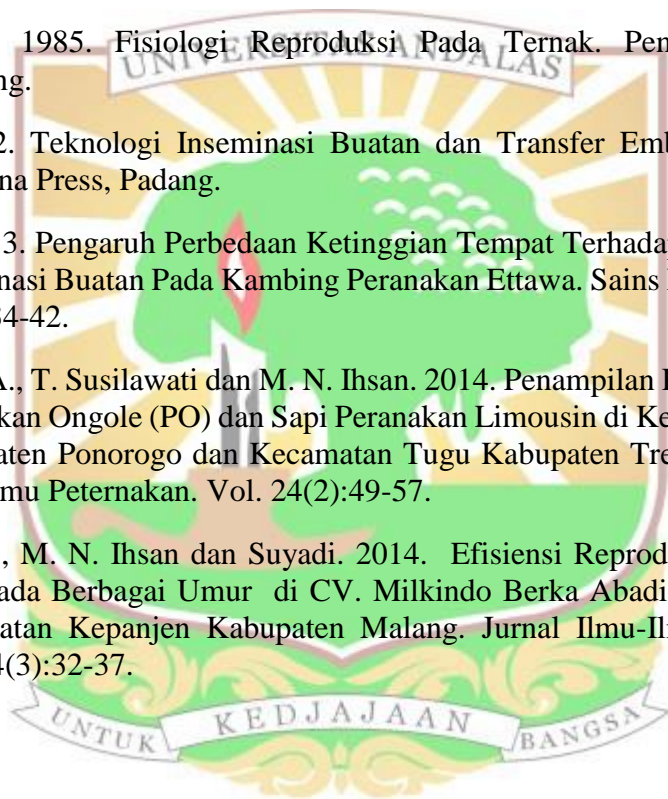 1985. Fisiologi Reproduksi Pada Ternak. Pen
UNIVERSITAS ANDALAS
ng.
2. Teknologi Inseminasi Buatan dan Transfer Emb
na Press, Padang.
3. Pengaruh Perbedaan Ketinggian Tempat Terhada
nasi Buatan Pada Kambing Peranakan Ettawa. Sains
34-42.
A., T. Susilawati dan M. N. Ihsan. 2014. Penampilan
kan Ongole (PO) dan Sapi Peranakan Limousin di Ke
aten Ponorogo dan Kecamatan Tugu Kabupaten Tre
mu Peternakan. Vol. 24(2):49-57.
, M. N. Ihsan dan Suyadi. 2014. Efisiensi Reprod
ada Berbagai Umur di CV. Milkindo Berka Abadi
atan Kepanjen Kabupaten Malang. Jurnal Ilmu-Il
4(3):32-37.
UNTUK KEDJAJAAN BANGSA